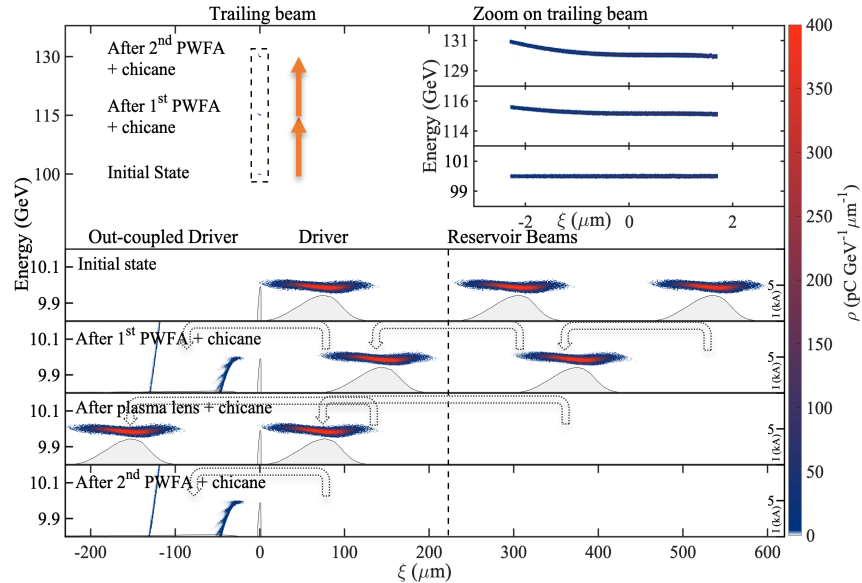 Trailing beam
Zoom on trailing beam
After 2nd PWFA
+ chicane
After 1st PWFA
+ chicane
Initial State
130
115
100
Energy (GeV)
131
129
116
114
101
99
Energy (GeV)
-2
0
2
ξ (μm)
400
350
300
250
200
150
100
50
0
ρ (pC GeV⁻¹μm⁻¹)
Out-coupled Driver
Driver
Reservoir Beams
Initial state
10.1
9.9
5
I (kA)
After 1st PWFA + chicane
10.1
9.9
5
I (kA)
After plasma lens + chicane
10.1
9.9
5
I (kA)
After 2nd PWFA + chicane
10.1
9.9
5
I (kA)
-200
-100
0
100
200
300
400
500
600
ξ (μm)